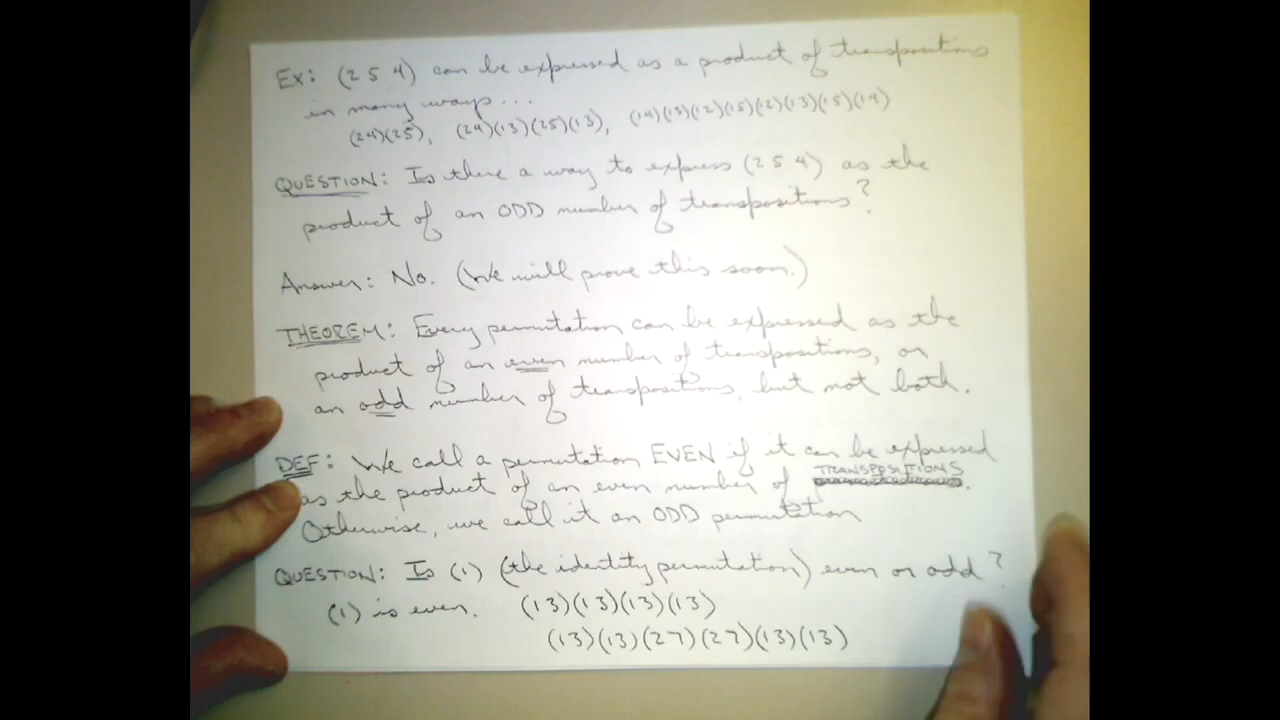 Ex: (2 5 4) can be expressed as a product of transpositions
in many ways...
(24)(25), (24)(13)(25)(13), (14)(13)(12)(15)(12)(13)(15)(14)
QUESTION: Is there a way to express (2 5 4) as the
product of an ODD number of transpositions?
Answer: No. (We will prove this soon.)
THEOREM: Every permutation can be expressed as the
product of an even number of transpositions, or
an odd number of transpositions, but not both.
DEF: We call a permutation EVEN if it can be expressed
as the product of an even number of TRANSPOSITIONS.
Otherwise, we call it an ODD permutation
QUESTION: Is (1) (the identity permutation) even or odd?
(1) is even. (13)(13)(13)(13)
(13)(13)(27)(27)(13)(13)